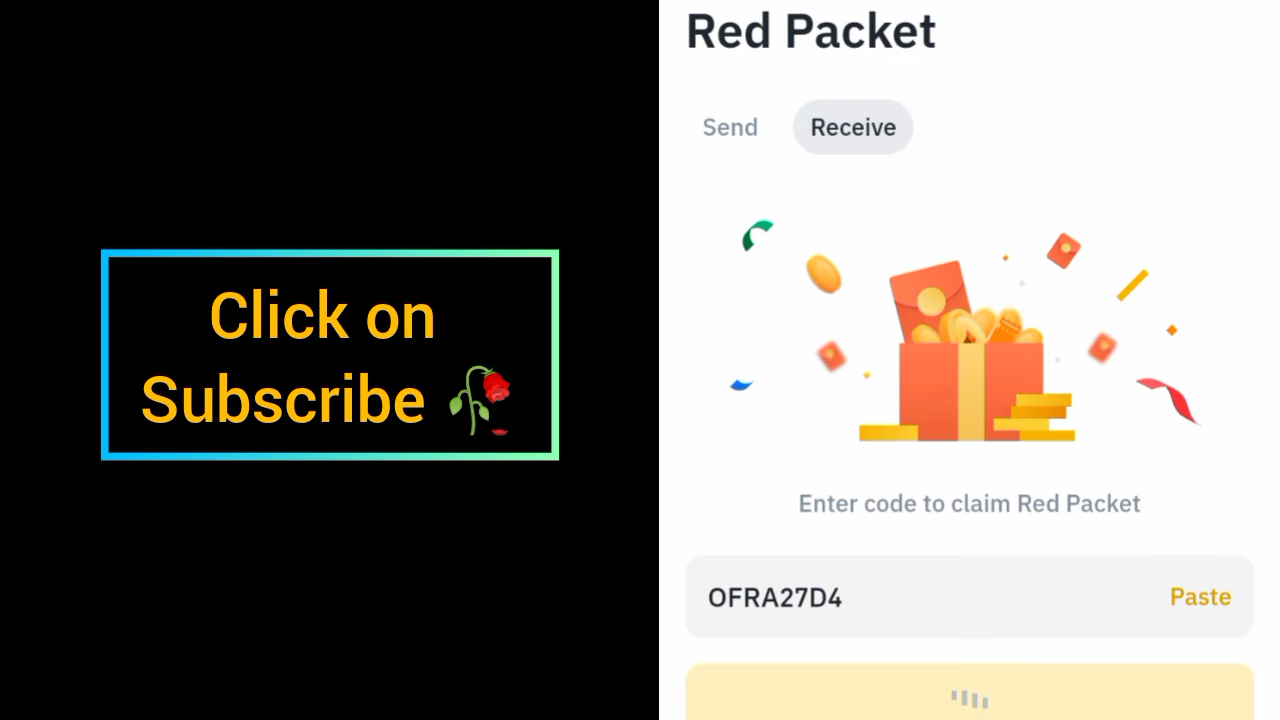 Click on
Subscribe 🥀
Red Packet
Send
Receive
Enter code to claim Red Packet
OFRA27D4
Paste